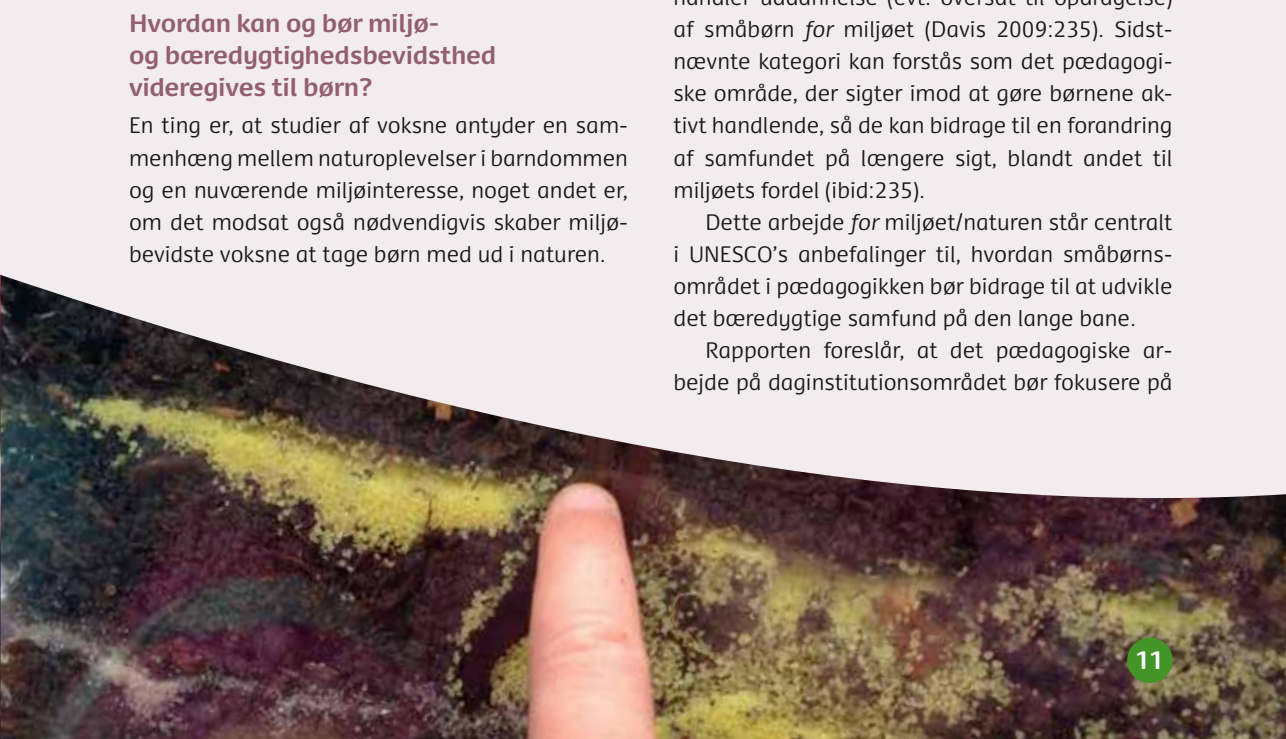 Hvordan kan og bør miljø-
og bæredygtighedsbevidsthed
videregives til børn?
En ting er, at studier af voksne antyder en sam-
menhæng mellem naturoplevelser i barndommen
og en nuværende miljøinteresse, noget andet er,
om det modsat også nødvendigvis skaber miljø-
bevidste voksne at tage børn med ud i naturen.
handler uddannelse (evt. oversat til opdragelse)
af småbørn for miljøet (Davis 2009:235). Sidst-
nævnte kategori kan forstås som det pædagogi-
ske område, der sigter imod at gøre børnene ak-
tivt handlende, så de kan bidrage til en forandring
af samfundet på længere sigt, blandt andet til
miljøets fordel (ibid:235).
Dette arbejde for miljøet/naturen står centralt
i UNESCO's anbefalinger til, hvordan småbørns-
området i pædagogikken bør bidrage til at udvikle
det bæredygtige samfund på den lange bane.
Rapporten foreslår, at det pædagogiske ar-
bejde på daginstitutionsområdet bør fokusere på
11